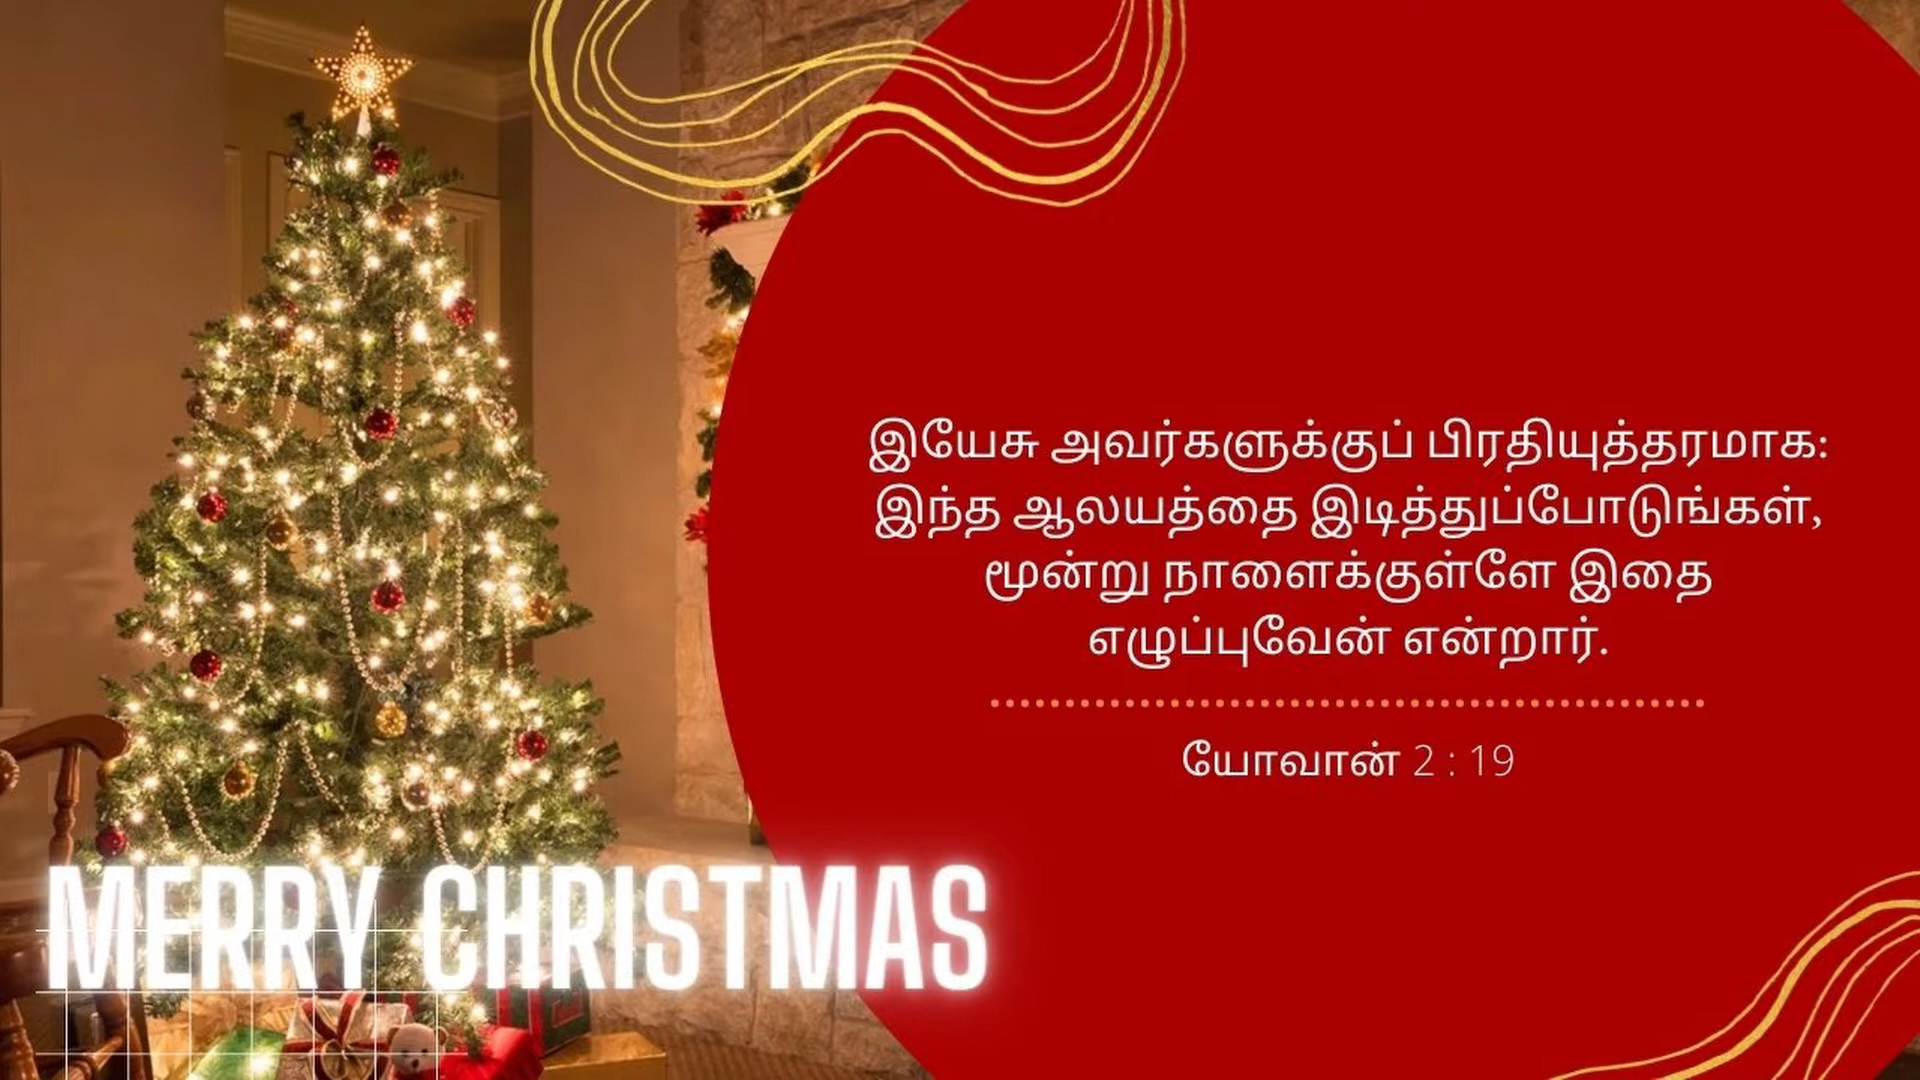 இயேசு அவர்களுக்குப் பிரதியுத்தரமாக:
இந்த ஆலயத்தை இடித்துப்போடுங்கள்,
மூன்று நாளைக்குள்ளே இதை
எழுப்புவேன் என்றார்.
யோவான் 2 : 19
MERRY CHRISTMAS